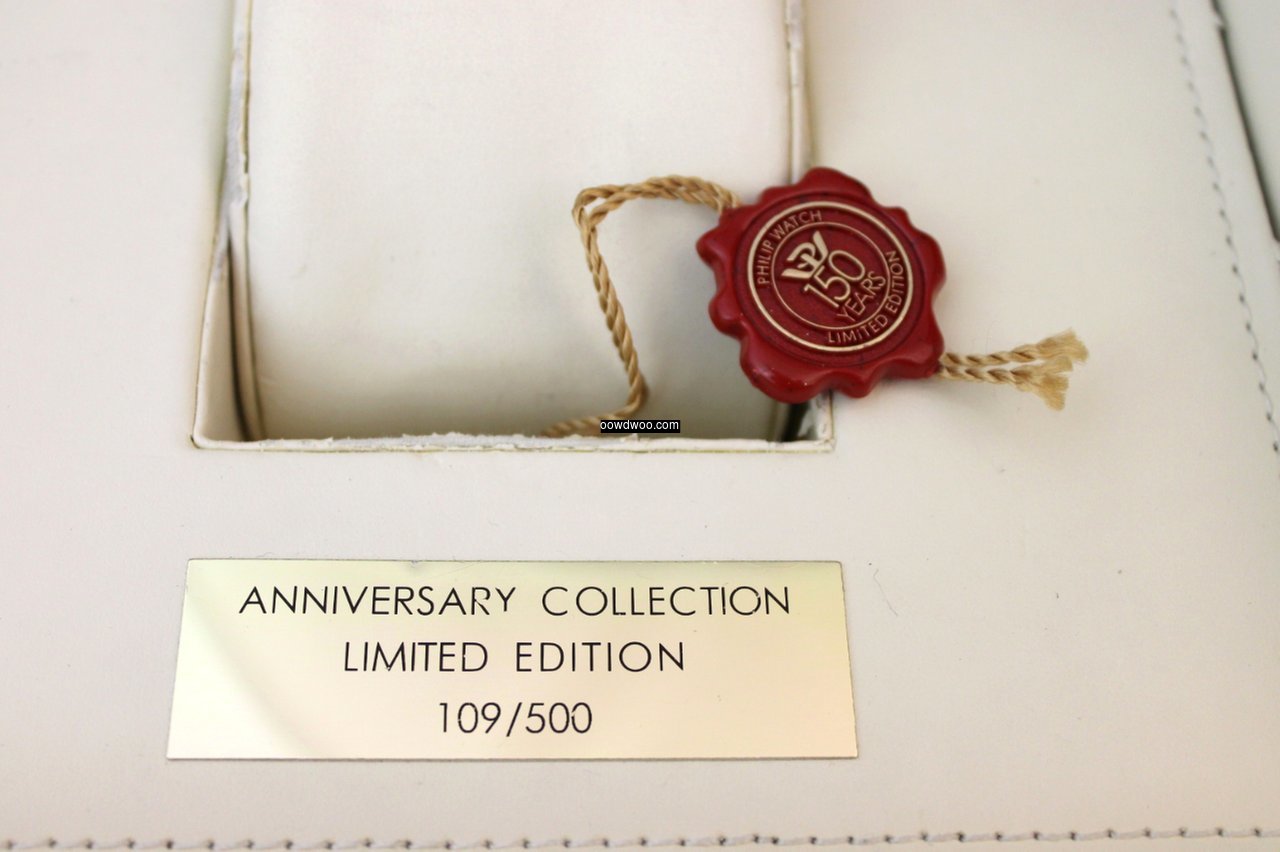 PHILIP WATCH
150
YEARS
LIMITED EDITION
oowdwoo.com
ANNIVERSARY COLLECTION
LIMITED EDITION
109/500